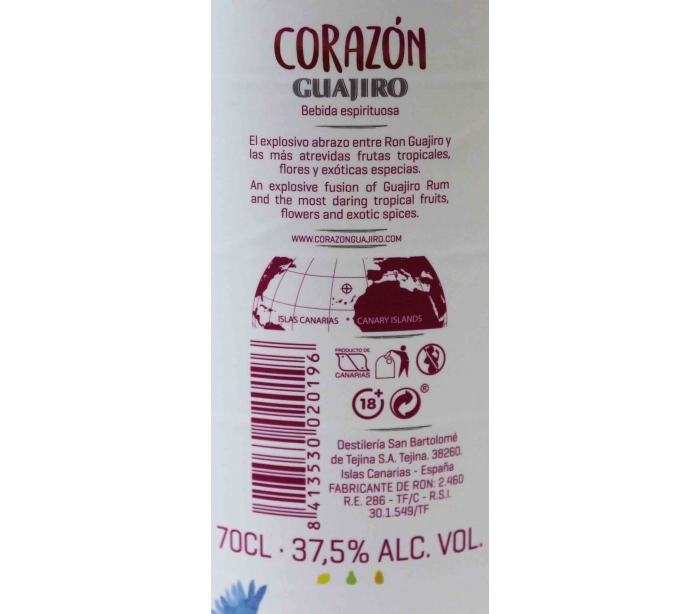 CORAZÓN
GUAJIRO
Bebida espirituosa
El explosivo abrazo entre Ron Guajiro y
las más atrevidas frutas tropicales,
flores y exóticas especias.
An explosive fusion of Guajiro Rum
and the most daring tropical fruits,
flowers and exotic spices.
WWW.CORAZONGUAJIRO.COM
ISLAS CANARIAS • CANARY ISLANDS
PRODUCTO DE
CANARIAS
18+
®
8 413530 020196
Destilería San Bartolomé
de Tejina S.A. Tejina. 38260.
Islas Canarias - España
FABRICANTE DE RON: 2.460
R.E. 286 - TF/C - R.S.I.
30.1.549/TF
70CL · 37,5% ALC. VOL.